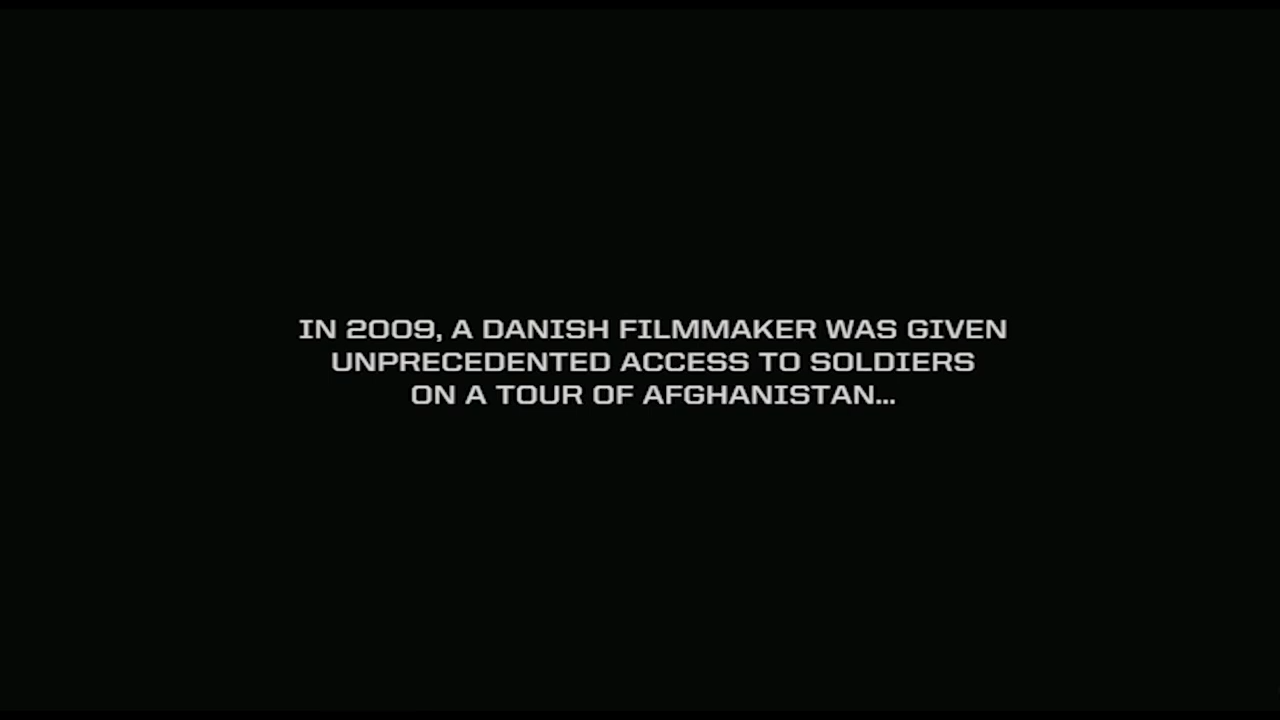 IN 2009, A DANISH FILMMAKER WAS GIVEN
UNPRECEDENTED ACCESS TO SOLDIERS
ON A TOUR OF AFGHANISTAN...